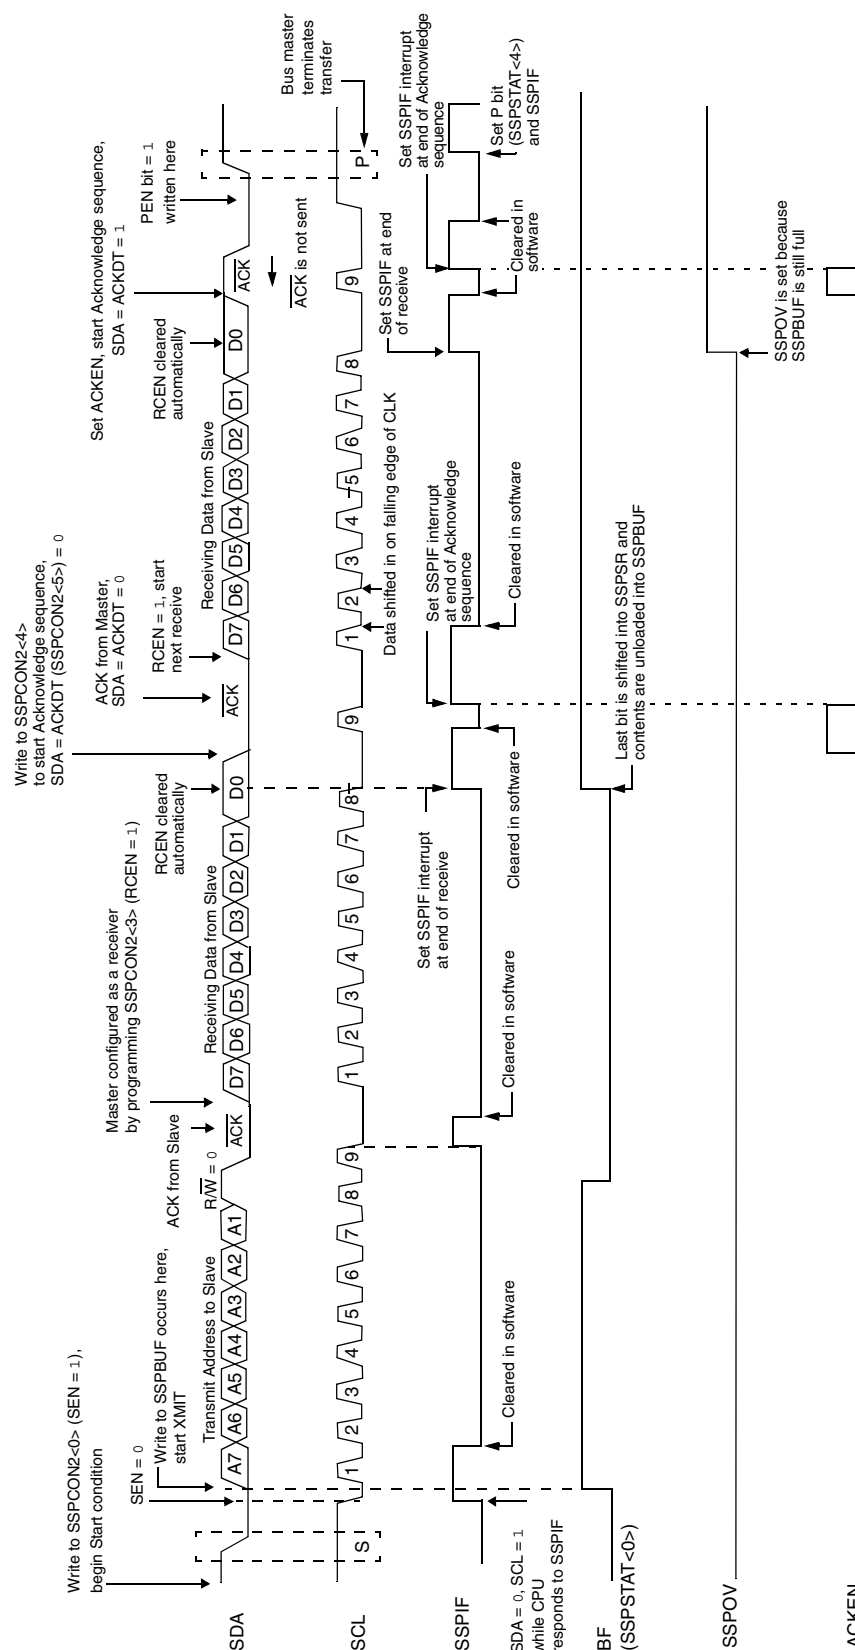 Write to SSPCON2<4>
to start Acknowledge sequence,
SDA = ACKDT (SSPCON2<5>) = 0
Set ACKEN, start Acknowledge sequence,
SDA = ACKDT = 1
Write to SSPCON2<0> (SEN = 1),
begin Start condition
Master configured as a receiver
by programming SSPCON2<3> (RCEN = 1)
ACK from Master,
SDA = ACKDT = 0
SEN = 0
Write to SSPBUF occurs here,
start XMIT
ACK from Slave
RCEN cleared
automatically
RCEN = 1, start
next receive
RCEN cleared
automatically
PEN bit = 1
written here
Transmit Address to Slave
R/W = 0
Receiving Data from Slave
Receiving Data from Slave
SDA
A7 A6 A5 A4 A3 A2 A1
ACK
D7 D6 D5 D4 D3 D2 D1 D0
ACK
D7 D6 D5 D4 D3 D2 D1 D0
ACK
ACK is not sent
Bus master
terminates
transfer
SCL
S
1 2 3 4 5 6 7 8 9
1 2 3 4 5 6 7 8 9
1 2 3 4 5 6 7 8 9
P
Data shifted in on falling edge of CLK
Set SSPIF at end
of receive
Set SSPIF interrupt
at end of receive
Set SSPIF interrupt
at end of Acknowledge
sequence
Set SSPIF interrupt
at end of Acknowledge
sequence
SSPIF
Cleared in software
Cleared in software
Cleared in software
Cleared in software
Cleared in
software
Set P bit
(SSPSTAT<4>)
and SSPIF
SDA = 0, SCL = 1
while CPU
responds to SSPIF
BF
(SSPSTAT<0>)
Last bit is shifted into SSPSR and
contents are unloaded into SSPBUF
SSPOV
SSPOV is set because
SSPBUF is still full
ACKEN